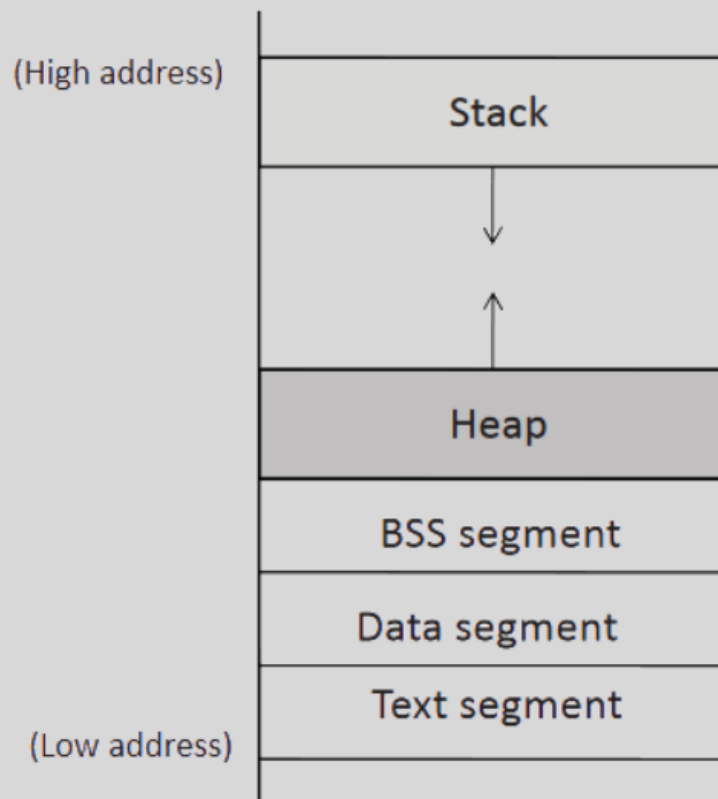 (High address)
Stack
Heap
BSS segment
Data segment
Text segment
(Low address)